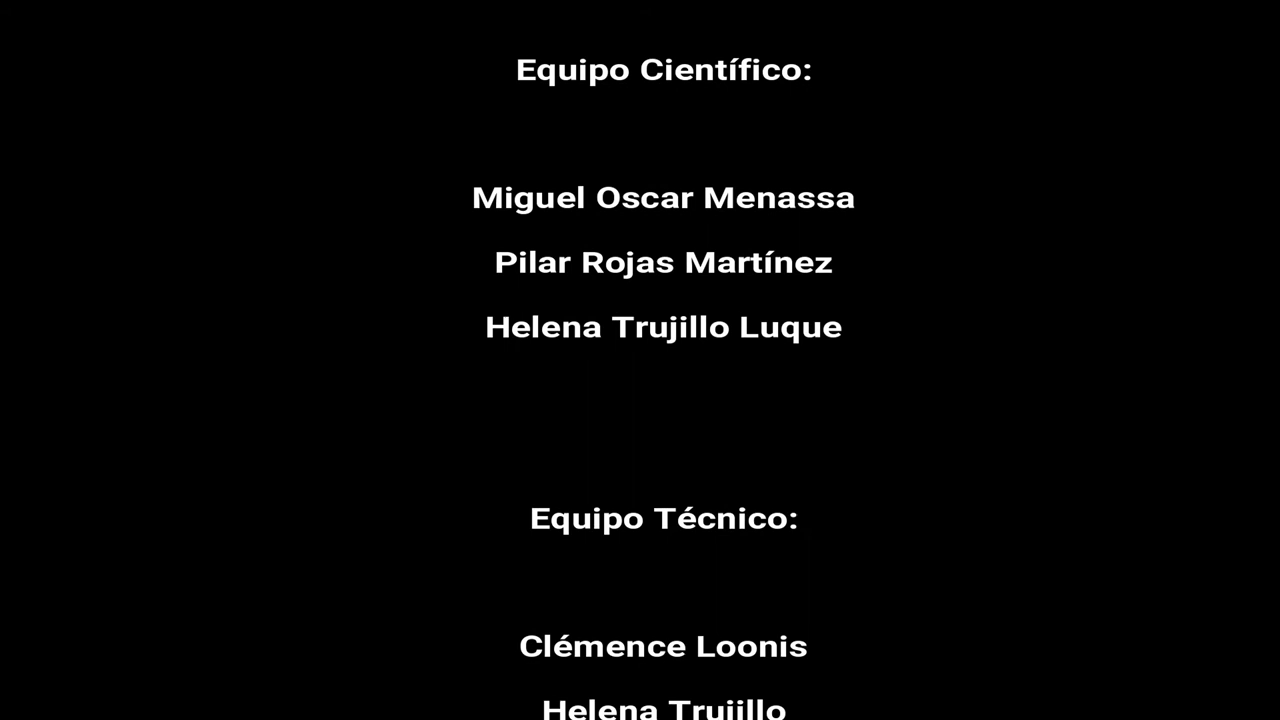 Equipo Científico:
Miguel Oscar Menassa
Pilar Rojas Martínez
Helena Trujillo Luque
Equipo Técnico:
Clémence Loonis
Helena Trujillo